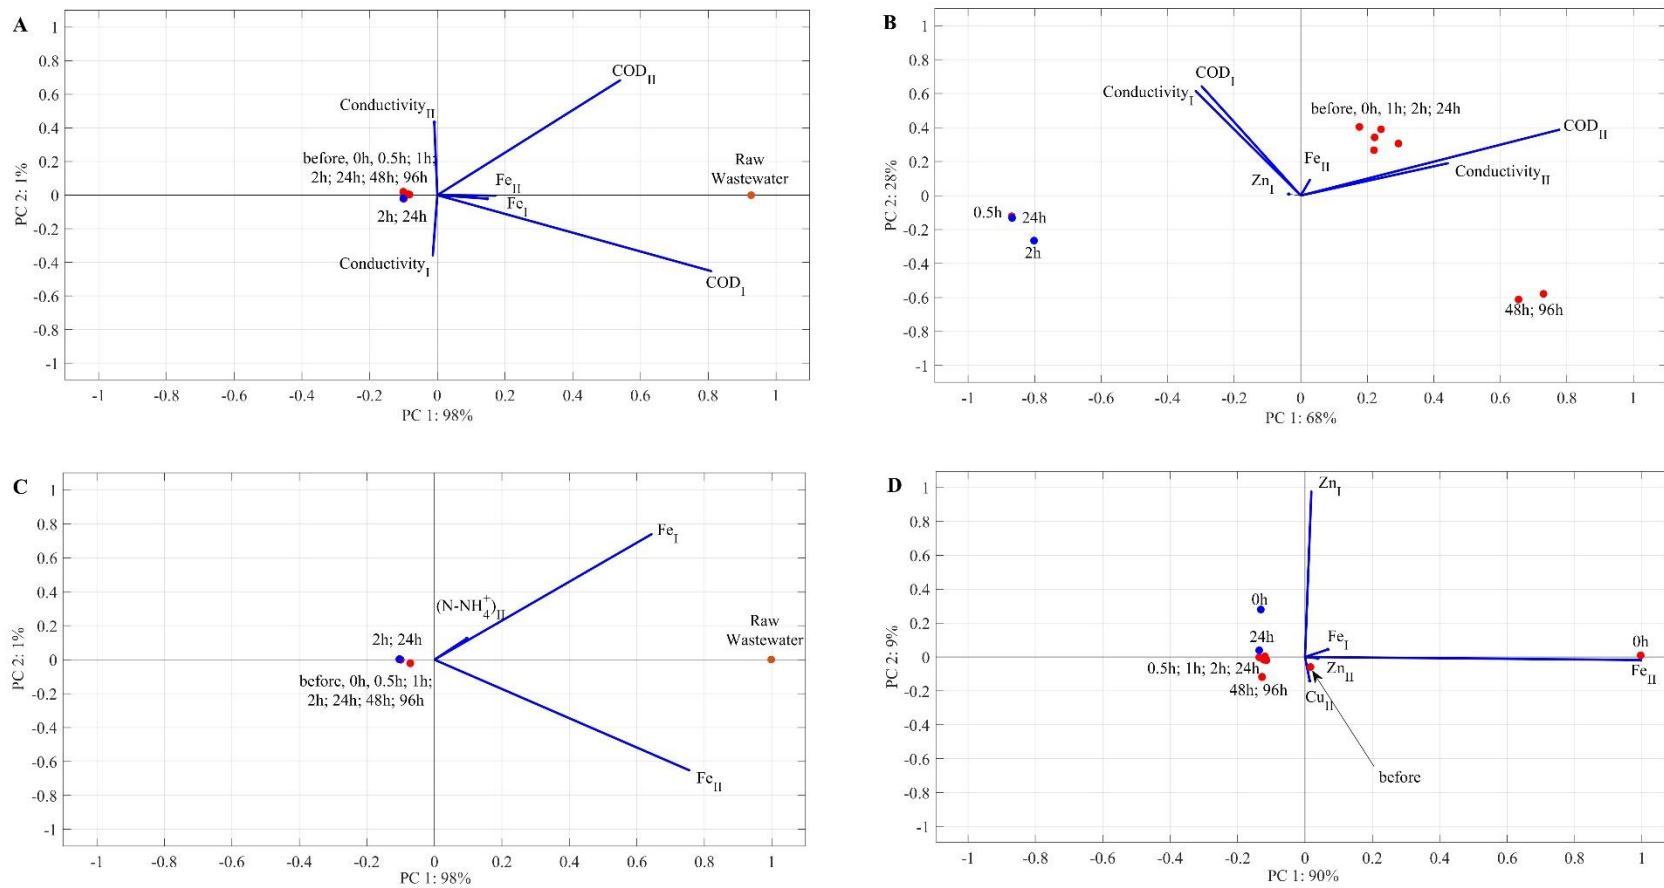 A
1
0.8
0.6
0.4
0.2
0
-0.2
-0.4
-0.6
-0.8
-1
PC 2: 1%
COD_II
Conductivity_II
before, 0h, 0.5h; 1h;
2h; 24h; 48h; 96h
2h; 24h
Fe_II
Fe_I
Raw
Wastewater
Conductivity_I
COD_I
-1 -0.8 -0.6 -0.4 -0.2 0 0.2 0.4 0.6 0.8 1
PC 1: 98%
B
1
0.8
0.6
0.4
0.2
0
-0.2
-0.4
-0.6
-0.8
-1
PC 2: 28%
COD_I
Conductivity_I
before, 0h, 1h; 2h; 24h
COD_II
Fe_II
Zn_I
Conductivity_II
0.5h 24h
2h
48h; 96h
-1 -0.8 -0.6 -0.4 -0.2 0 0.2 0.4 0.6 0.8 1
PC 1: 68%
C
1
0.8
0.6
0.4
0.2
0
-0.2
-0.4
-0.6
-0.8
-1
PC 2: 1%
Fe_I
(N-NH4+)_II
2h; 24h
Raw
Wastewater
before, 0h, 0.5h; 1h;
2h; 24h; 48h; 96h
Fe_II
-1 -0.8 -0.6 -0.4 -0.2 0 0.2 0.4 0.6 0.8 1
PC 1: 98%
D
1
0.8
0.6
0.4
0.2
0
-0.2
-0.4
-0.6
-0.8
-1
PC 2: 9%
Zn_I
0h
24h
Fe_I
0h
0.5h; 1h; 2h; 24h
Zn_II
Fe_II
48h; 96h
Cu_II
before
-1 -0.8 -0.6 -0.4 -0.2 0 0.2 0.4 0.6 0.8 1
PC 1: 90%